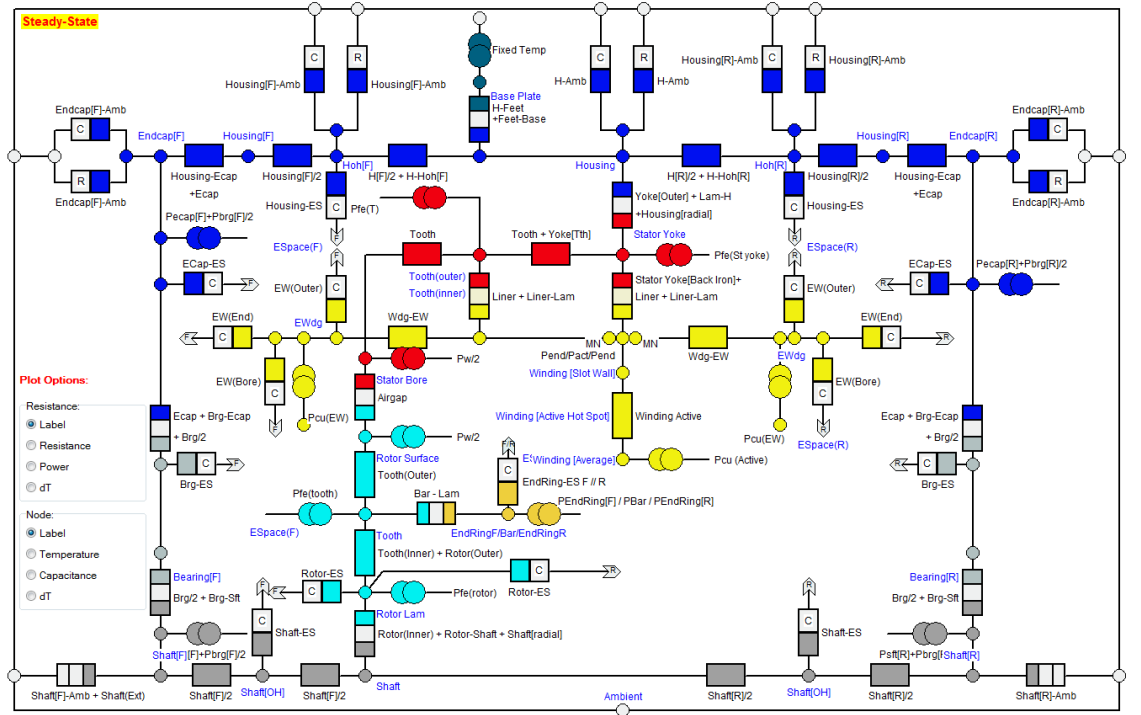 Steady-State
C
R
Fixed Temp
C
R
C
R
Housing[F]-Amb
Housing[F]-Amb
H-Amb
H-Amb
Housing[R]-Amb
Housing[R]-Amb
Base Plate
H-Feet
+Feet-Base
Endcap[F]-Amb
Endcap[R]-Amb
C
C
Endcap[F]
Housing[F]
Housing[R]
Endcap[R]
Hoh[F]
Housing
Hoh[R]
R
R
Housing-Ecap
+Ecap
Housing[F]/2
H[F]/2 + H-Hoh[F]
H[R]/2 + H-Hoh[R]
Housing[R]/2
Housing-Ecap
+Ecap
Endcap[F]-Amb
Endcap[R]-Amb
Housing-ES
C
Pfe(T)
Yoke[Outer] + Lam-H
+Housing[radial]
Housing-ES
C
Pecap[F]+Pbrg[F]/2
F
Stator Yoke
R
ESpace(F)
Tooth
Tooth + Yoke[Tth]
Pfe(St yoke)
ESpace(R)
ECap-ES
F
R
ECap-ES
Pecap[R]+Pbrg[R]/2
C
F
Tooth(outer)
Tooth(inner)
Liner + Liner-Lam
Stator Yoke[Back Iron]+
Liner + Liner-Lam
R
C
EW(Outer)
C
C
EW(Outer)
EW(End)
EWdg
Wdg-EW
EW(End)
F
C
MN
MN
C
R
Pend/Pact/Pend
Wdg-EW
EWdg
Pw/2
Winding [Slot Wall]
Plot Options:
EW(Bore)
C
Stator Bore
Airgap
EW(Bore)
C
Resistance:
Label
Resistance
Power
dT
Ecap + Brg-Ecap
+ Brg/2
Pcu(EW)
F
Winding [Active Hot Spot]
Winding Active
Pcu(EW)
R
ESpace(R)
Ecap + Brg-Ecap
+ Brg/2
Pw/2
F/R
Rotor Surface
Winding [Average]
Pcu (Active)
C
F
Brg-ES
Tooth(Outer)
C
EndRing-ES F // R
R
C
Brg-ES
Pfe(tooth)
Bar - Lam
PEndRing[F] / PBar / PEndRing[R]
Node:
Label
Temperature
Capacitance
dT
ESpace(F)
Tooth
EndRingF/Bar/EndRingR
Tooth(Inner) + Rotor(Outer)
Bearing[F]
Brg/2 + Brg-Sft
Rotor-ES
F
C
C
R
Rotor-ES
Bearing[R]
Brg/2 + Brg-Sft
F
Pfe(rotor)
R
C
Shaft-ES
Rotor Lam
Rotor(Inner) + Rotor-Shaft + Shaft[radial]
C
Shaft-ES
Shaft[F]
[F]+Pbrg[F]/2
Psft[R]+Pbrg[
Shaft[R]
Shaft[F]-Amb + Shaft(Ext)
Shaft[F]/2
Shaft[OH]
Shaft[F]/2
Shaft
Ambient
Shaft[R]/2
Shaft[OH]
Shaft[R]/2
Shaft[R]-Amb